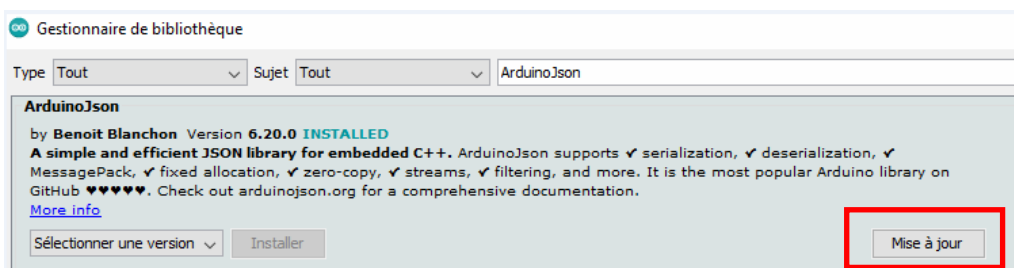 Gestionnaire de bibliothèque
Type Tout Sujet Tout ArduinoJson
ArduinoJson
by Benoit Blanchon Version 6.20.0 INSTALLED
A simple and efficient JSON library for embedded C++. ArduinoJson supports ✔ serialization, ✔ deserialization, ✔
MessagePack, ✔ fixed allocation, ✔ zero-copy, ✔ streams, ✔ filtering, and more. It is the most popular Arduino library on
GitHub ♥♥♥♥♥. Check out arduinojson.org for a comprehensive documentation.
More info
Sélectionner une version Installer Mise à jour